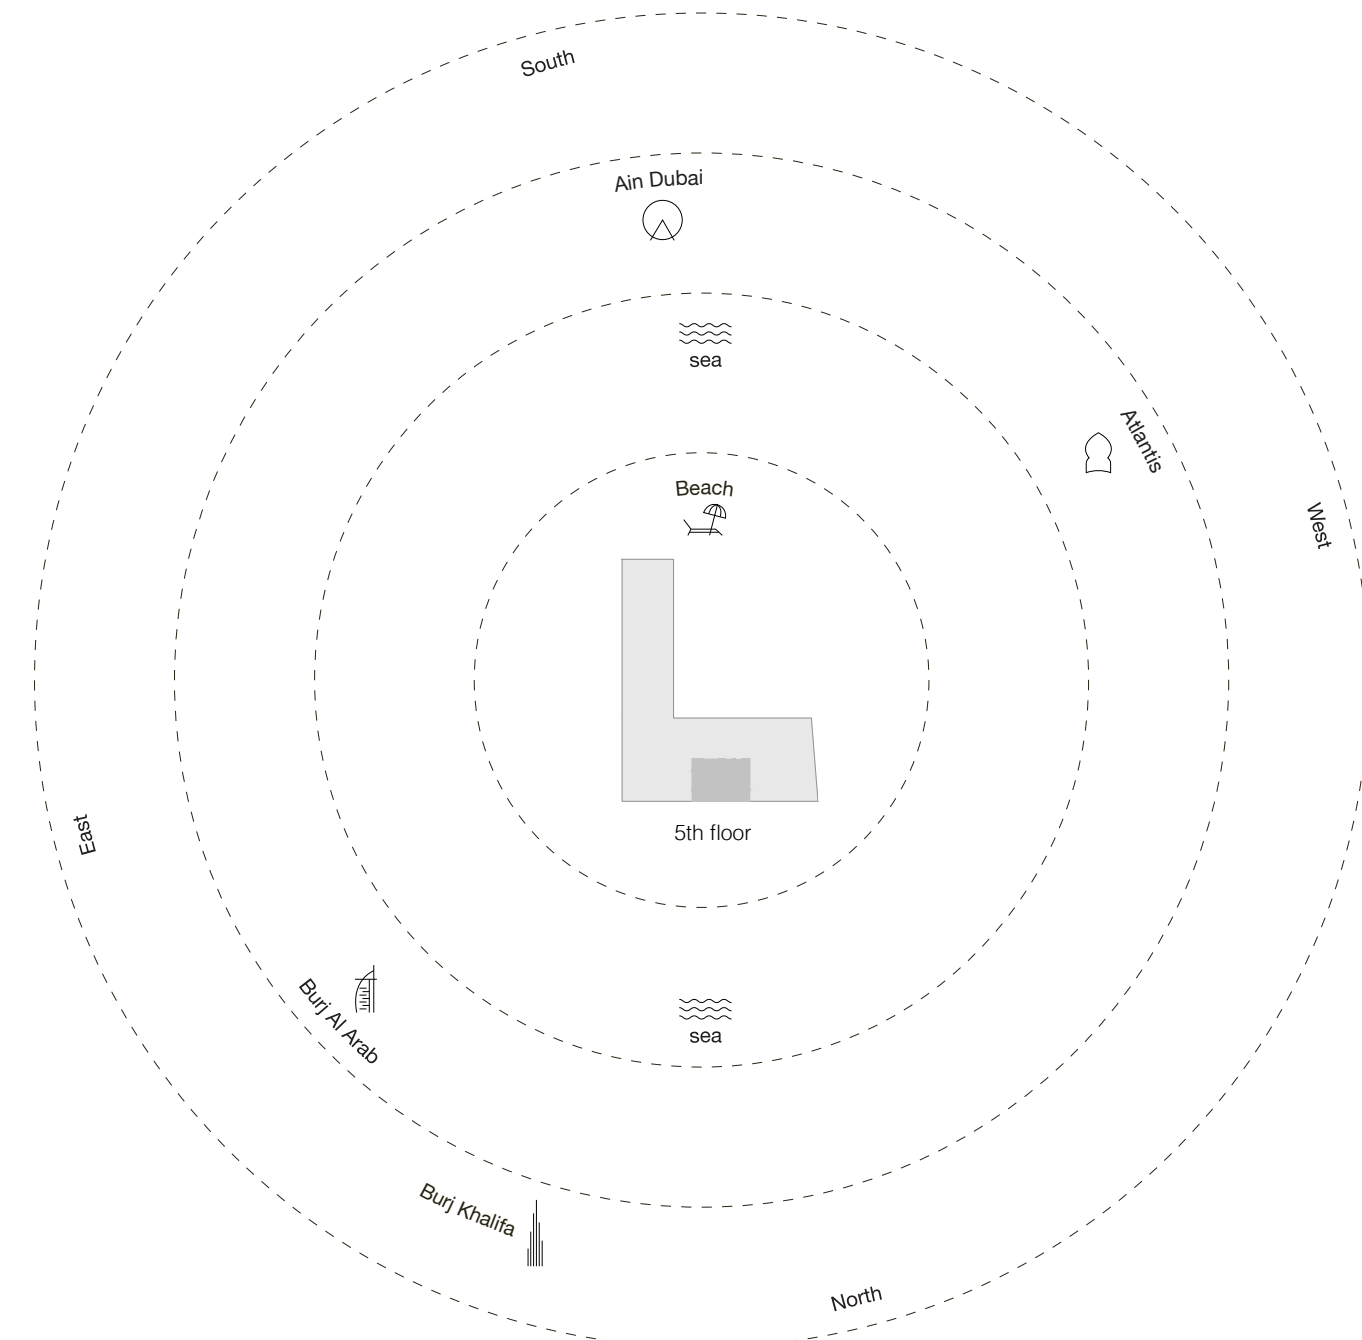 South
Ain Dubai
sea
Atlantis
Beach
West
5th floor
East
Burj Al Arab
sea
Burj Khalifa
North